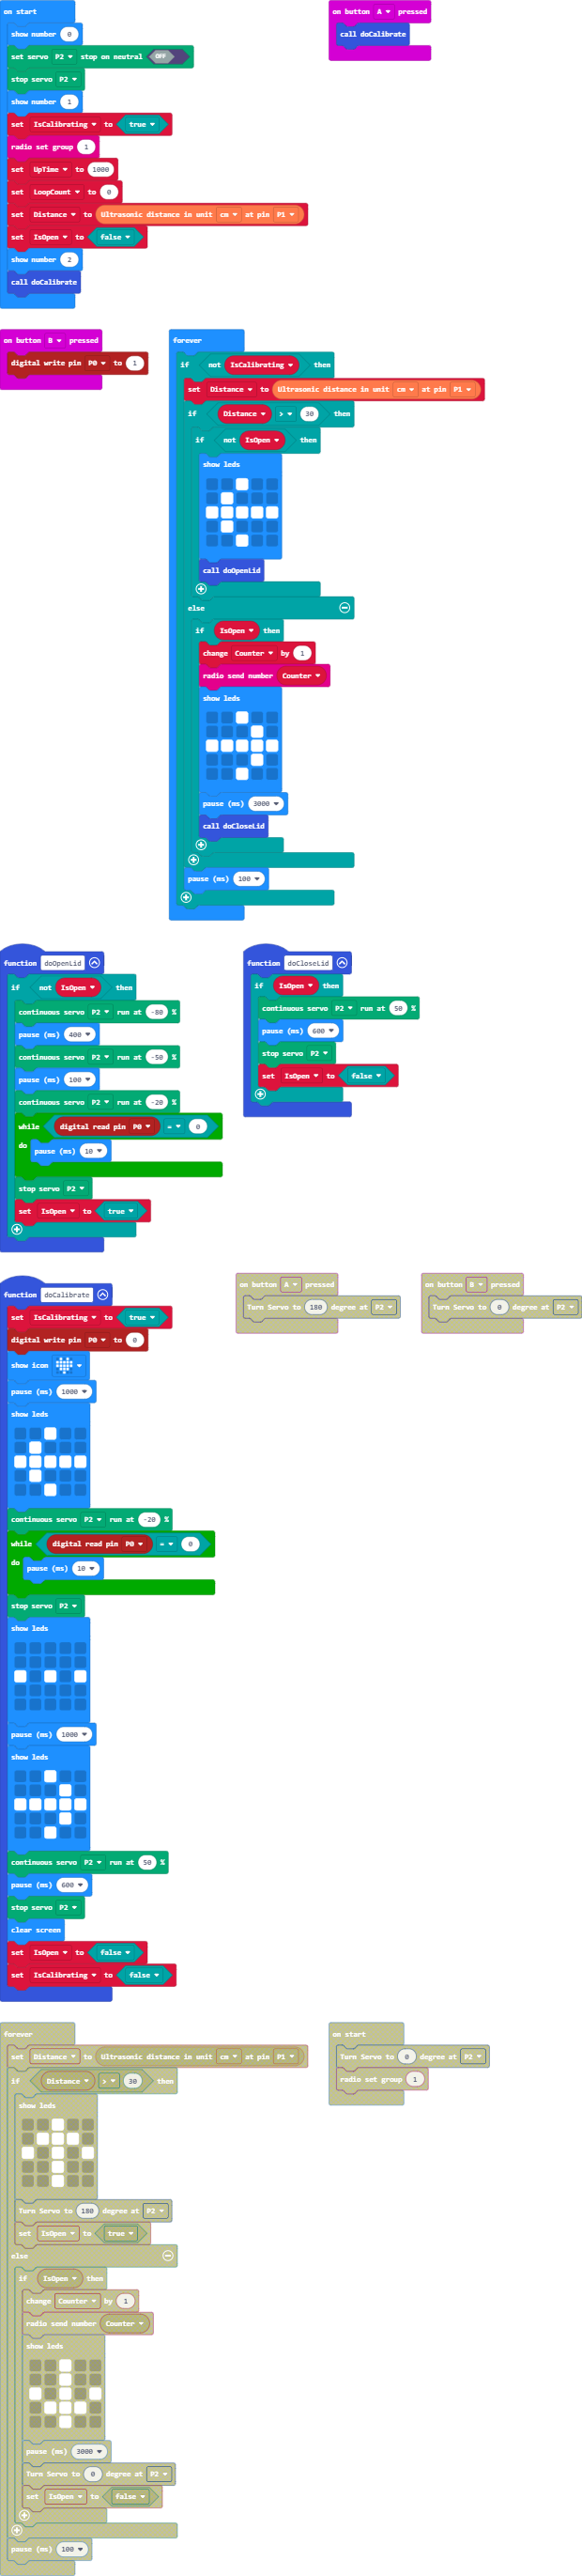 on start
show number 0
set servo P2 stop on neutral OFF
stop servo P2
show number 1
set IsCalibrating to true
radio set group 1
set UpTime to 1000
set LoopCount to 0
set Distance to Ultrasonic distance in unit cm at pin P1
set IsOpen to false
show number 2
call doCalibrate
on button A pressed
call doCalibrate
on button B pressed
digital write pin P0 to 1
forever
if not IsCalibrating then
set Distance to Ultrasonic distance in unit cm at pin P1
if Distance > 30 then
if not IsOpen then
show leds
call doOpenLid
else
if IsOpen then
change Counter by 1
radio send number Counter
show leds
pause (ms) 3000
call doCloseLid
pause (ms) 100
function doOpenLid
if not IsOpen then
continuous servo P2 run at -80 %
pause (ms) 400
continuous servo P2 run at -50 %
pause (ms) 100
continuous servo P2 run at -20 %
while digital read pin P0 = 0
do pause (ms) 10
stop servo P2
set IsOpen to true
function doCloseLid
if IsOpen then
continuous servo P2 run at 50 %
pause (ms) 600
stop servo P2
set IsOpen to false
function doCalibrate
set IsCalibrating to true
digital write pin P0 to 0
show icon
pause (ms) 1000
show leds
continuous servo P2 run at -20 %
while digital read pin P0 = 0
do pause (ms) 10
stop servo P2
show leds
pause (ms) 1000
show leds
continuous servo P2 run at 50 %
pause (ms) 600
stop servo P2
clear screen
set IsOpen to false
set IsCalibrating to false
on button A pressed
Turn Servo to 180 degree at P2
on button B pressed
Turn Servo to 0 degree at P2
forever
set Distance to Ultrasonic distance in unit cm at pin P1
if Distance > 30 then
show leds
Turn Servo to 180 degree at P2
set IsOpen to true
else
if IsOpen then
change Counter by 1
radio send number Counter
show leds
pause (ms) 3000
Turn Servo to 0 degree at P2
set IsOpen to false
pause (ms) 100
on start
Turn Servo to 0 degree at P2
radio set group 1